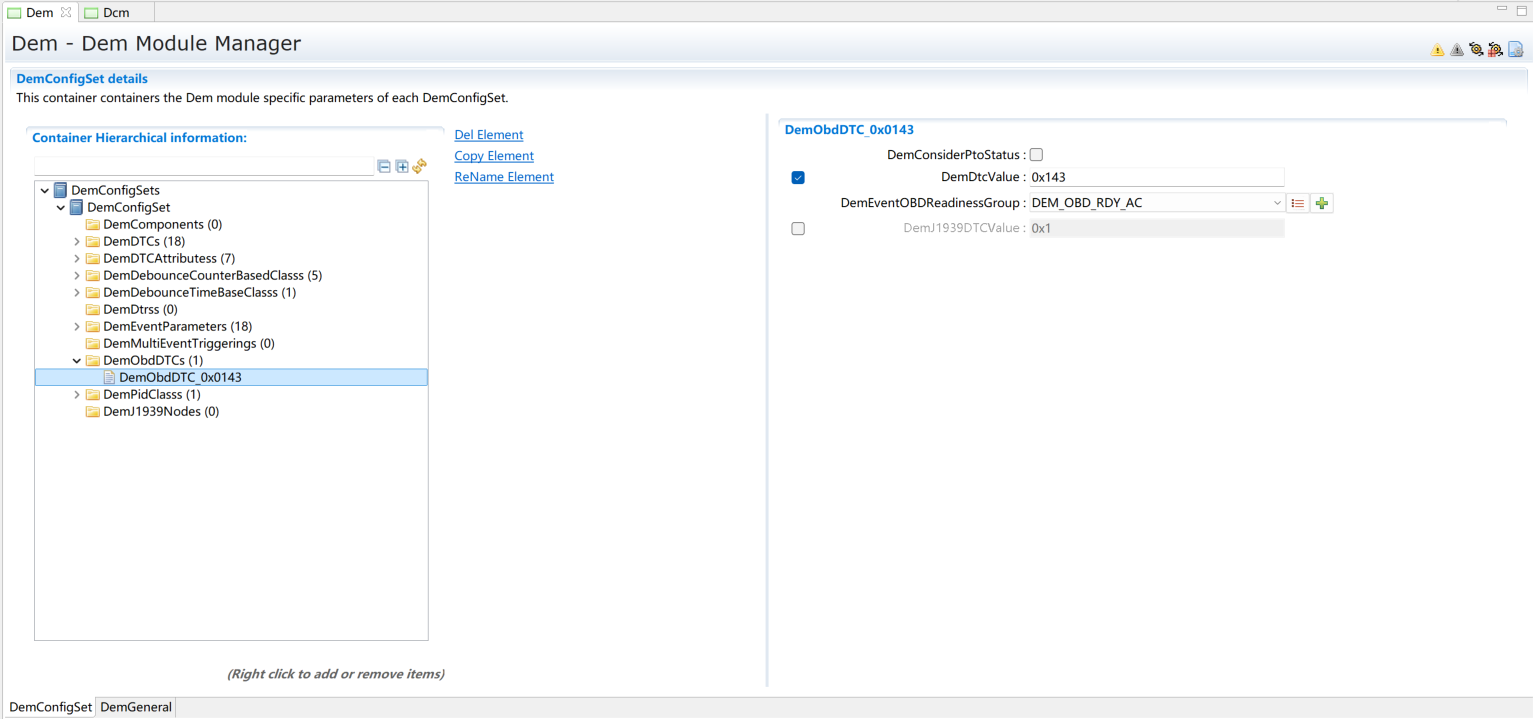 Dem
Dcm
Dem - Dem Module Manager
DemConfigSet details
This container containers the Dem module specific parameters of each DemConfigSet.
Container Hierarchical information:
Del Element
Copy Element
ReName Element
DemConfigSets
DemConfigSet
DemComponents (0)
DemDTCs (18)
DemDTCAttributess (7)
DemDebounceCounterBasedClasss (5)
DemDebounceTimeBaseClasss (1)
DemDtrss (0)
DemEventParameters (18)
DemMultiEventTriggerings (0)
DemObdDTCs (1)
DemObdDTC_0x0143
DemPidClasss (1)
DemJ1939Nodes (0)
(Right click to add or remove items)
DemObdDTC_0x0143
DemConsiderPtoStatus :
DemDtcValue : 0x143
DemEventOBDReadinessGroup : DEM_OBD_RDY_AC
DemJ1939DTCValue : 0x1
DemConfigSet
DemGeneral